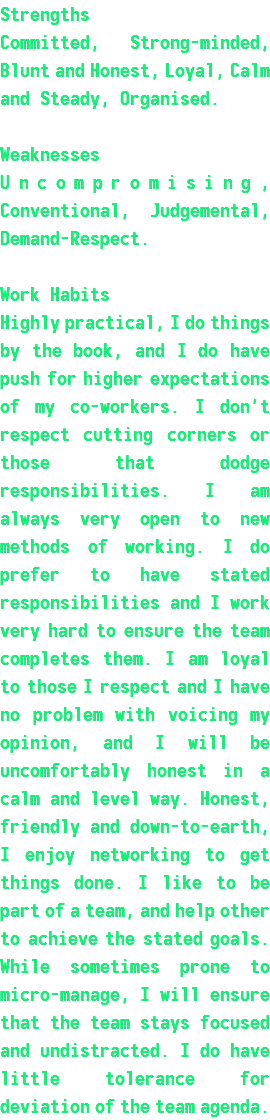 Strengths
Committed, Strong-minded,
Blunt and Honest, Loyal, Calm
and Steady, Organised.

Weaknesses
Uncompromising,
Conventional, Judgemental,
Demand-Respect.

Work Habits
Highly practical, I do things
by the book, and I do have
push for higher expectations
of my co-workers. I don't
respect cutting corners or
those that dodge
responsibilities. I am
always very open to new
methods of working. I do
prefer to have stated
responsibilities and I work
very hard to ensure the team
completes them. I am loyal
to those I respect and I have
no problem with voicing my
opinion, and I will be
uncomfortably honest in a
calm and level way. Honest,
friendly and down-to-earth,
I enjoy networking to get
things done. I like to be
part of a team, and help other
to achieve the stated goals.
While sometimes prone to
micro-manage, I will ensure
that the team stays focused
and undistracted. I do have
little tolerance for
deviation of the team agenda.